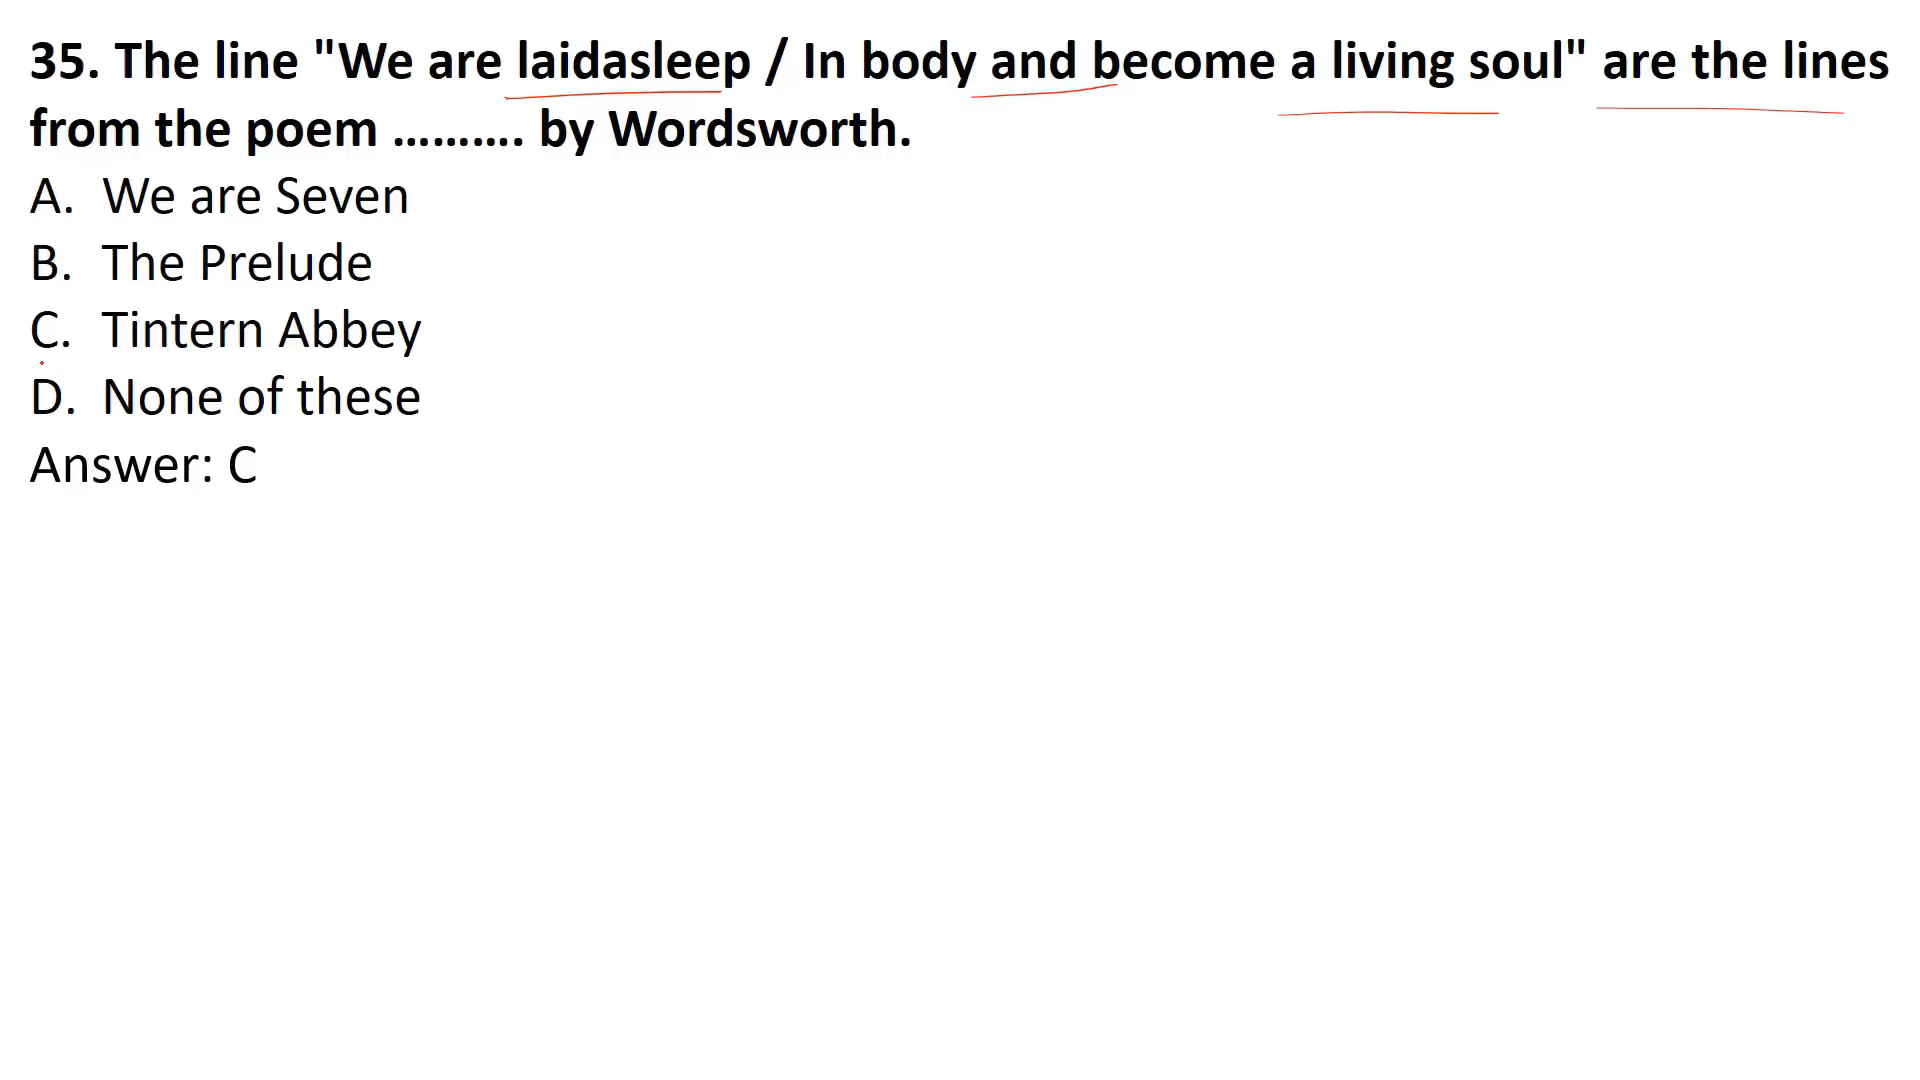 35. The line "We are laidasleep / In body and become a living soul" are the lines
from the poem .......... by Wordsworth.
A. We are Seven
B. The Prelude
C. Tintern Abbey
D. None of these
Answer: C